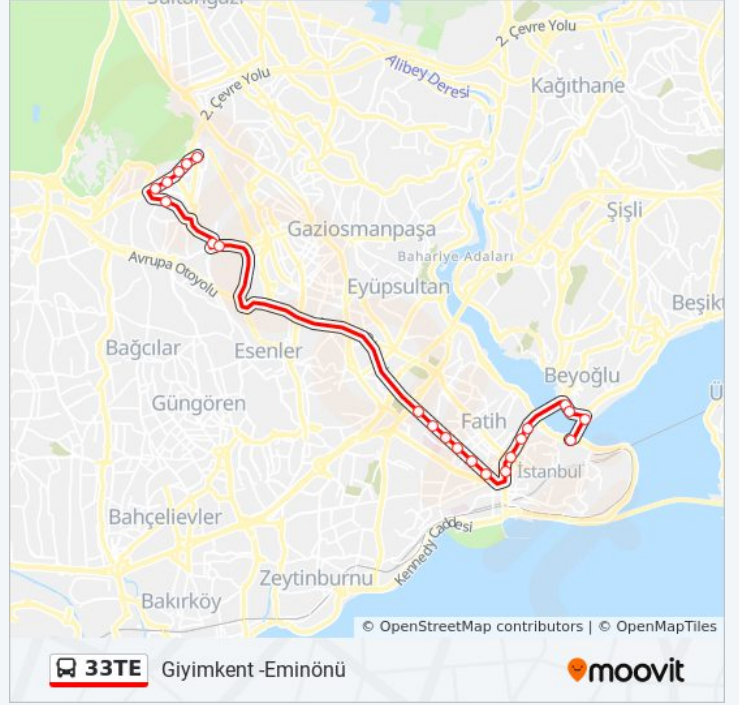 Sultangazi
2. Çevre Yolu
Kağıthane
Alibey Deresi
2. Çevre Yolu
Şişli
Gaziosmanpaşa
Bahariye Adaları
Avrupa Otoyolu
Eyüpsultan
Beşikt
Bağcılar
Esenler
Beyoğlu
Ü
Güngören
Fatih
İstanbul
Bahçelievler
Kennedy Caddesi
Zeytinburnu
Bakırköy
© OpenStreetMap contributors | © OpenMapTiles
33TE Giyimkent -Eminönü
moovit